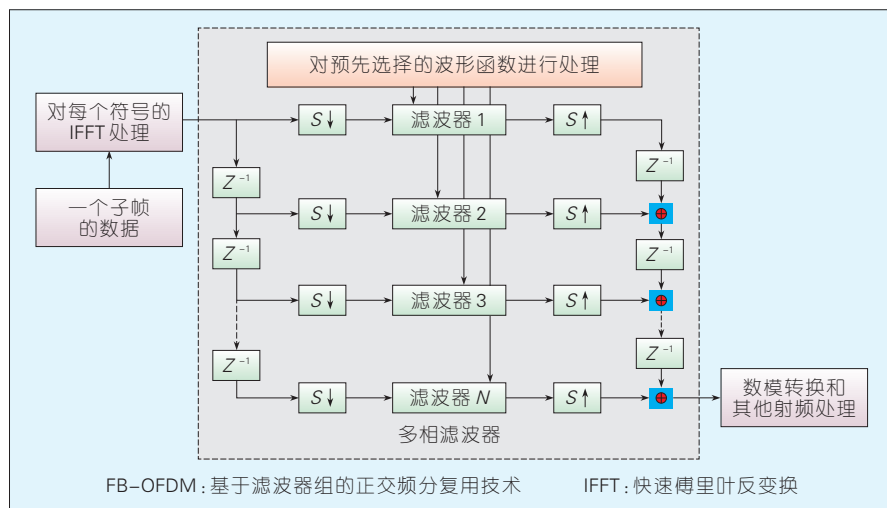 对预先选择的波形函数进行处理
对每个符号的
IFFT 处理
S↓
滤波器 1
S↑
Z⁻¹
Z⁻¹
一个子帧
的数据
S↓
滤波器 2
S↑
Z⁻¹
Z⁻¹
S↓
滤波器 3
S↑
Z⁻¹
Z⁻¹
S↓
滤波器 N
S↑
数模转换和
其他射频处理
多相滤波器
FB-OFDM：基于滤波器组的正交频分复用技术 IFFT：快速傅里叶反变换